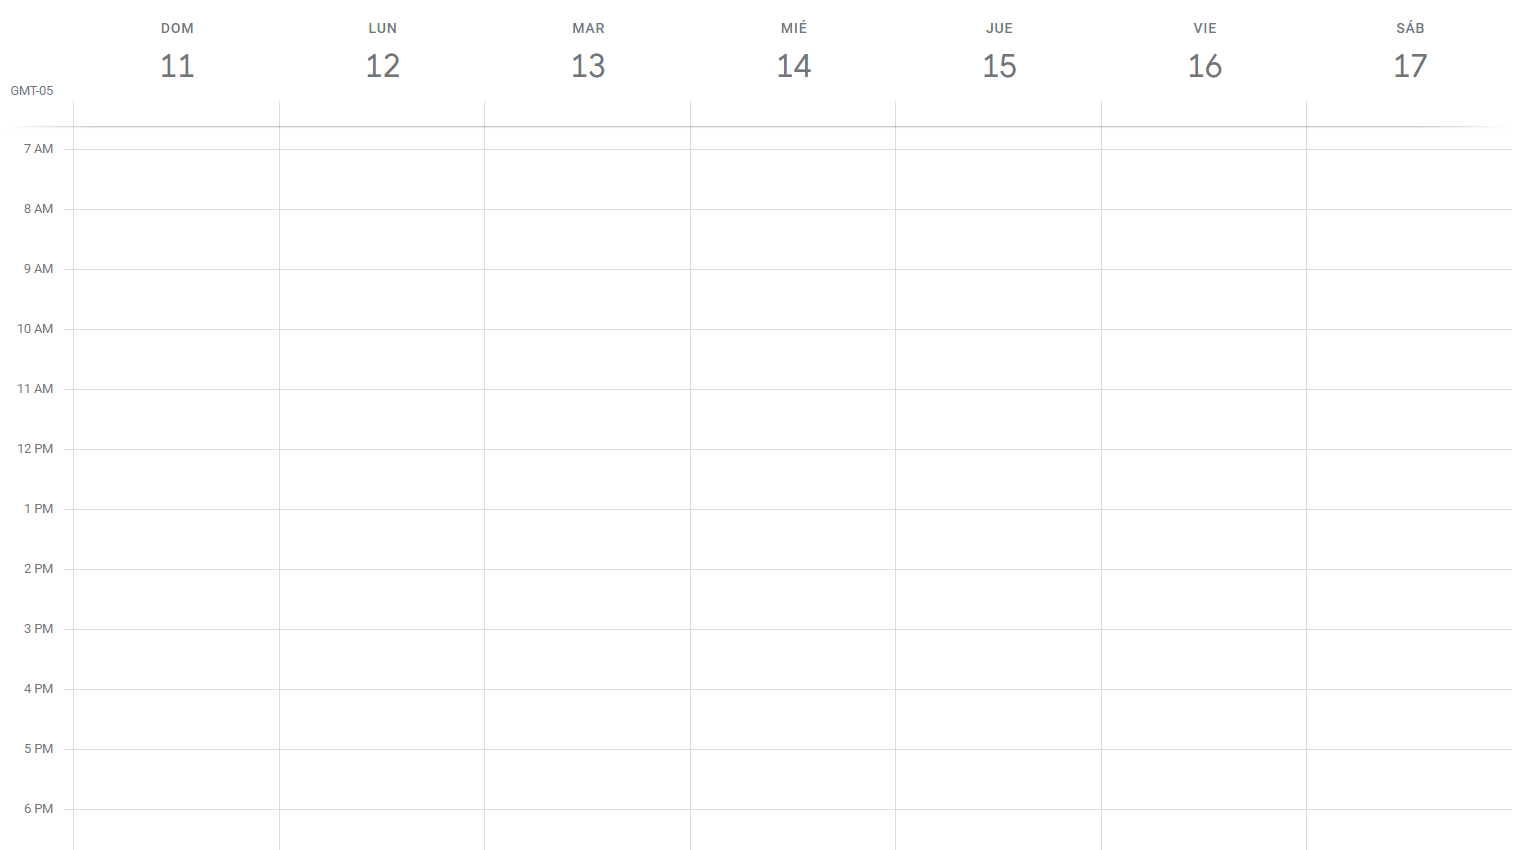 DOM LUN MAR MIÉ JUE VIE SÁB
11 12 13 14 15 16 17
GMT-05
7 AM
8 AM
9 AM
10 AM
11 AM
12 PM
1 PM
2 PM
3 PM
4 PM
5 PM
6 PM